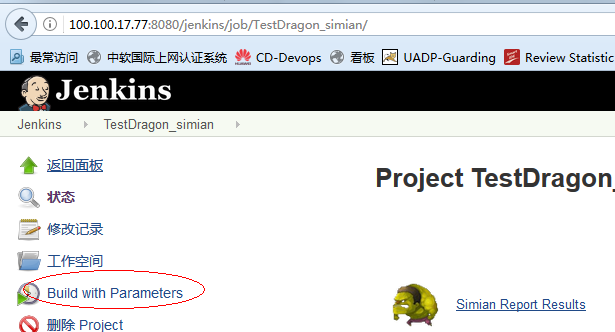 100.100.17.77:8080/jenkins/job/TestDragon_simian/
最常访问 中软国际上网认证系统 CD-Devops 看板 UADP-Guarding Review Statistic
Jenkins
Jenkins TestDragon_simian
返回面板
状态
Project TestDragon_
修改记录
工作空间
Build with Parameters
Simian Report Results
删除 Project